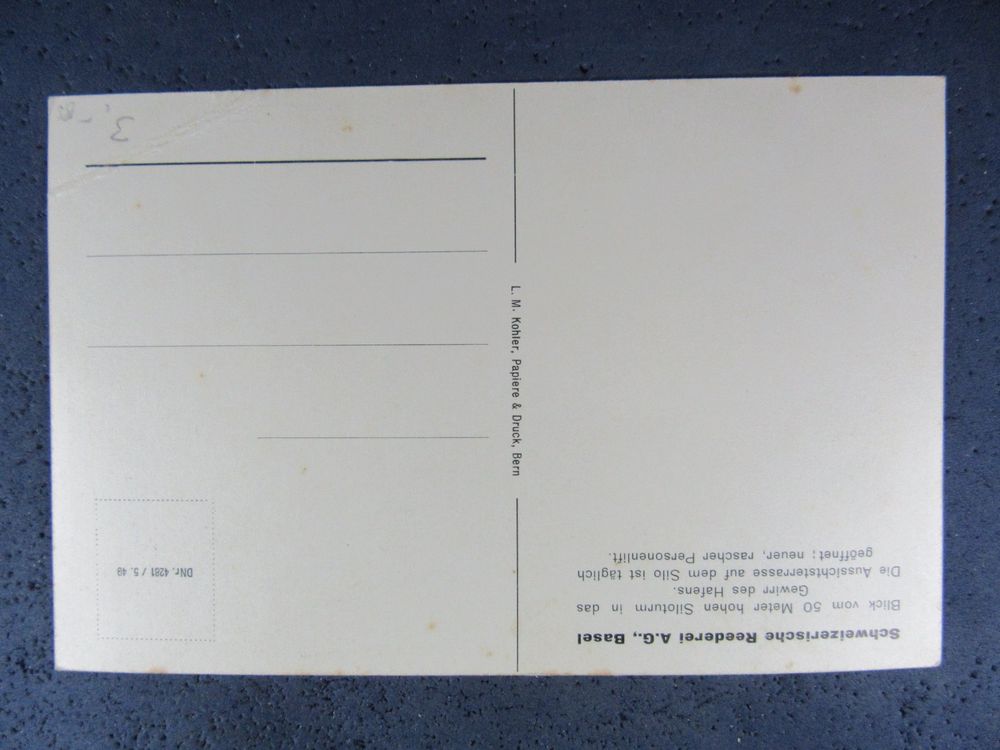 Schweizerische Reederei A.G., Basel
Blick vom 50 Meter hohen Siloturm in das
Gewirr des Hafens.
Die Aussichtsterrasse auf dem Silo ist täglich
geöffnet; neuer, rascher Personenlift.
L. M. Kohler, Papiere & Druck, Bern
DNr. 4281 / 5. 49
3,-